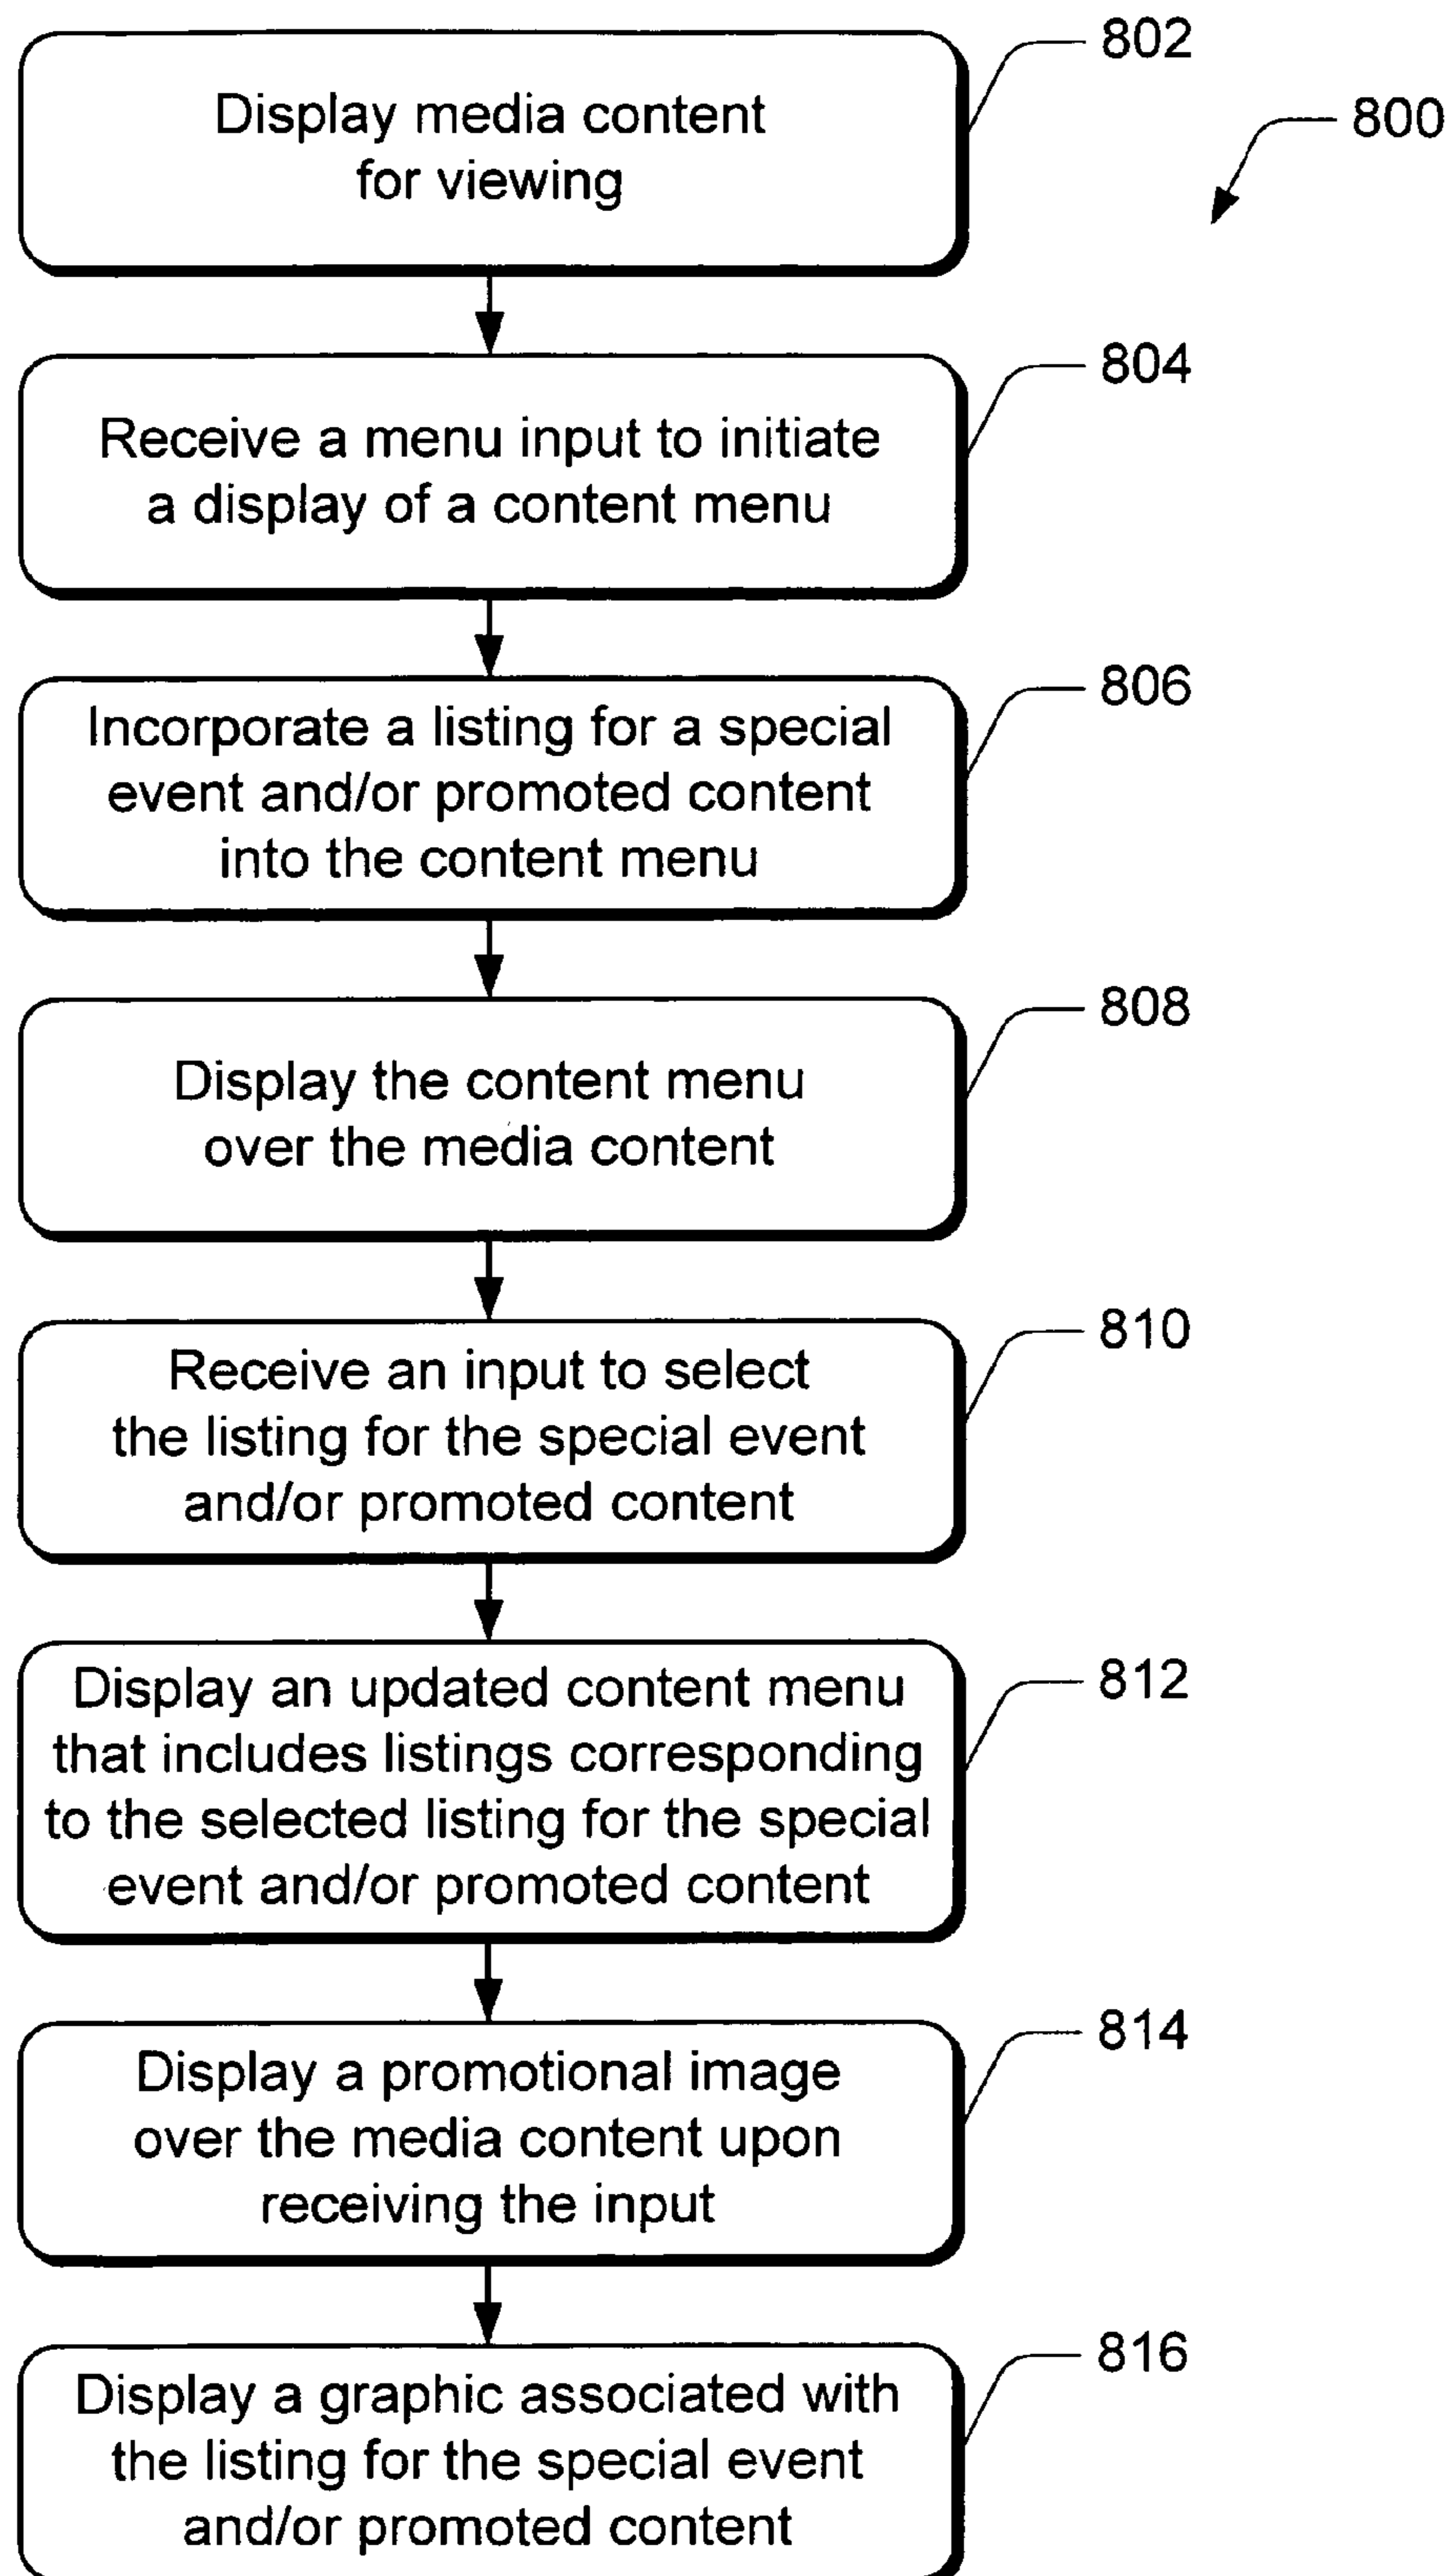 802
Display media content
for viewing
800
804
Receive a menu input to initiate
a display of a content menu
806
Incorporate a listing for a special
event and/or promoted content
into the content menu
808
Display the content menu
over the media content
810
Receive an input to select
the listing for the special event
and/or promoted content
812
Display an updated content menu
that includes listings corresponding
to the selected listing for the special
event and/or promoted content
814
Display a promotional image
over the media content upon
receiving the input
816
Display a graphic associated with
the listing for the special event
and/or promoted content